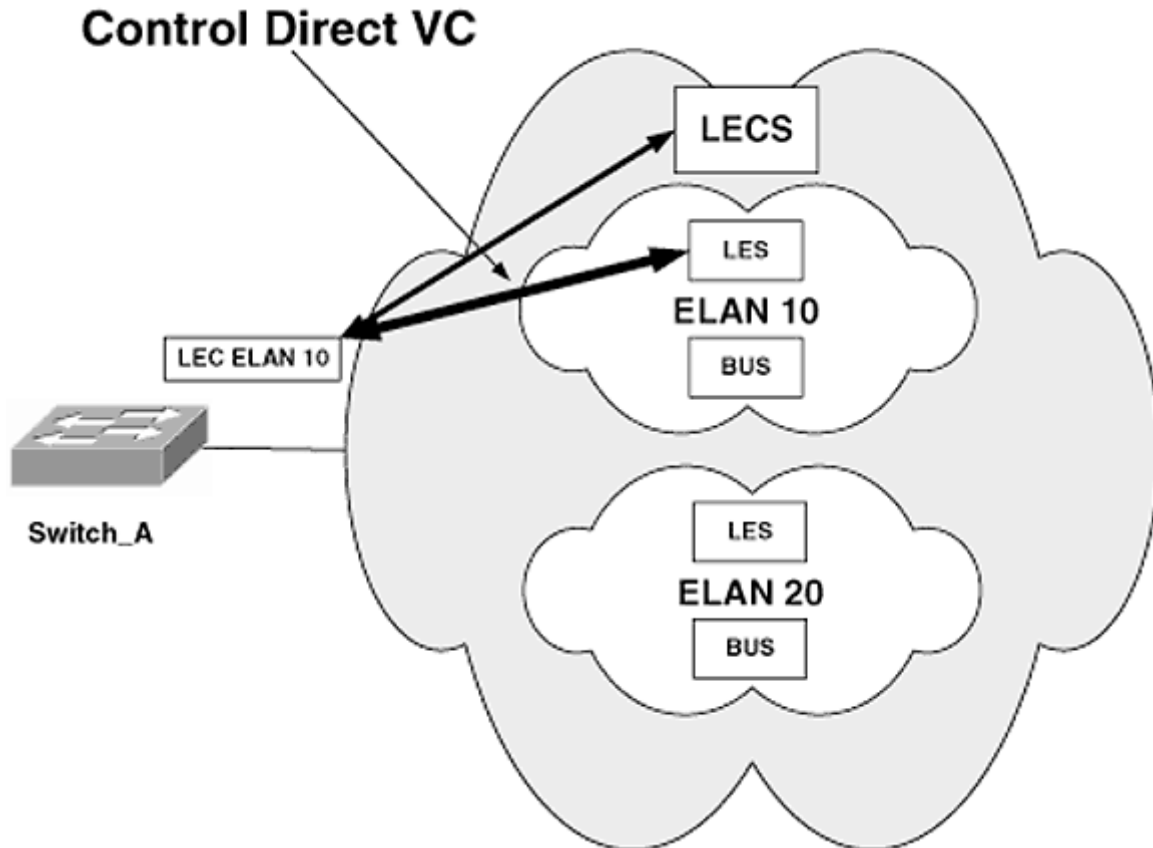 Control Direct VC
LECS
LES
ELAN 10
BUS
LEC ELAN 10
Switch_A
LES
ELAN 20
BUS